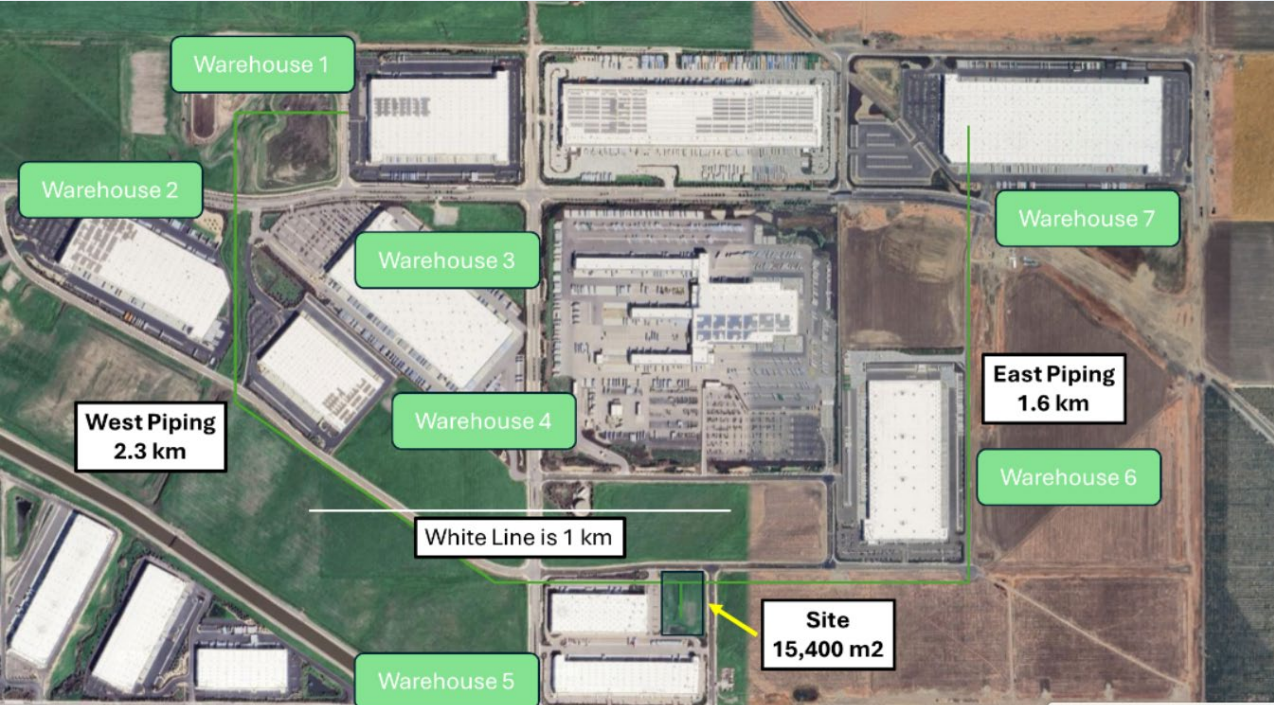 Warehouse 1
Warehouse 2
Warehouse 7
Warehouse 3
East Piping
1.6 km
West Piping
2.3 km
Warehouse 4
Warehouse 6
White Line is 1 km
Site
15,400 m2
Warehouse 5